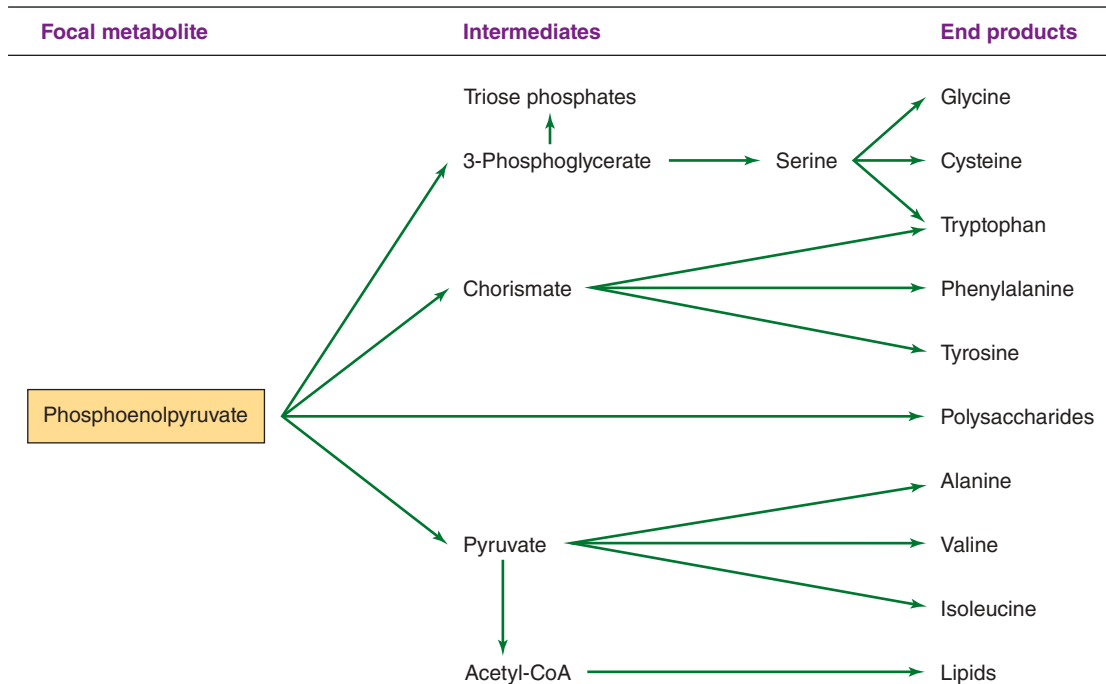 Focal metabolite Intermediates End products
Triose phosphates Glycine
3-Phosphoglycerate Serine Cysteine
Tryptophan
Chorismate Phenylalanine
Tyrosine
Phosphoenolpyruvate Polysaccharides
Alanine
Pyruvate Valine
Isoleucine
Acetyl-CoA Lipids